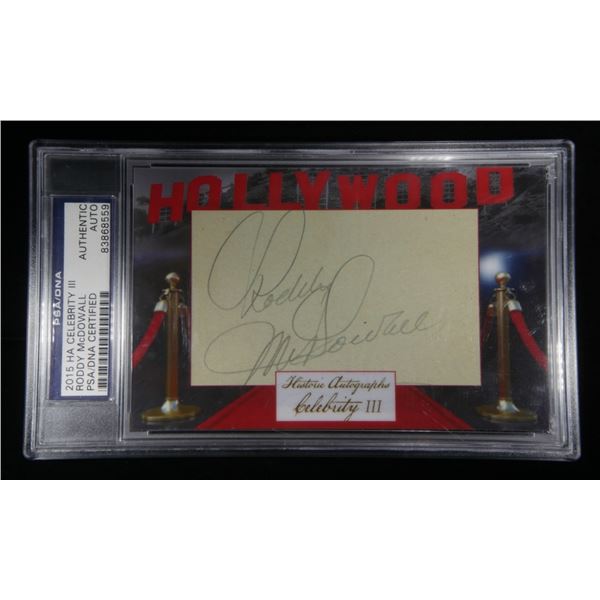 PSA/DNA
2015 HA CELEBRITY III
RODDY McDOWALL
PSA/DNA CERTIFIED
AUTHENTIC
AUTO
83868559
HOLLYWOOD
Roddy
McDowall
Historic Autographs
Celebrity III